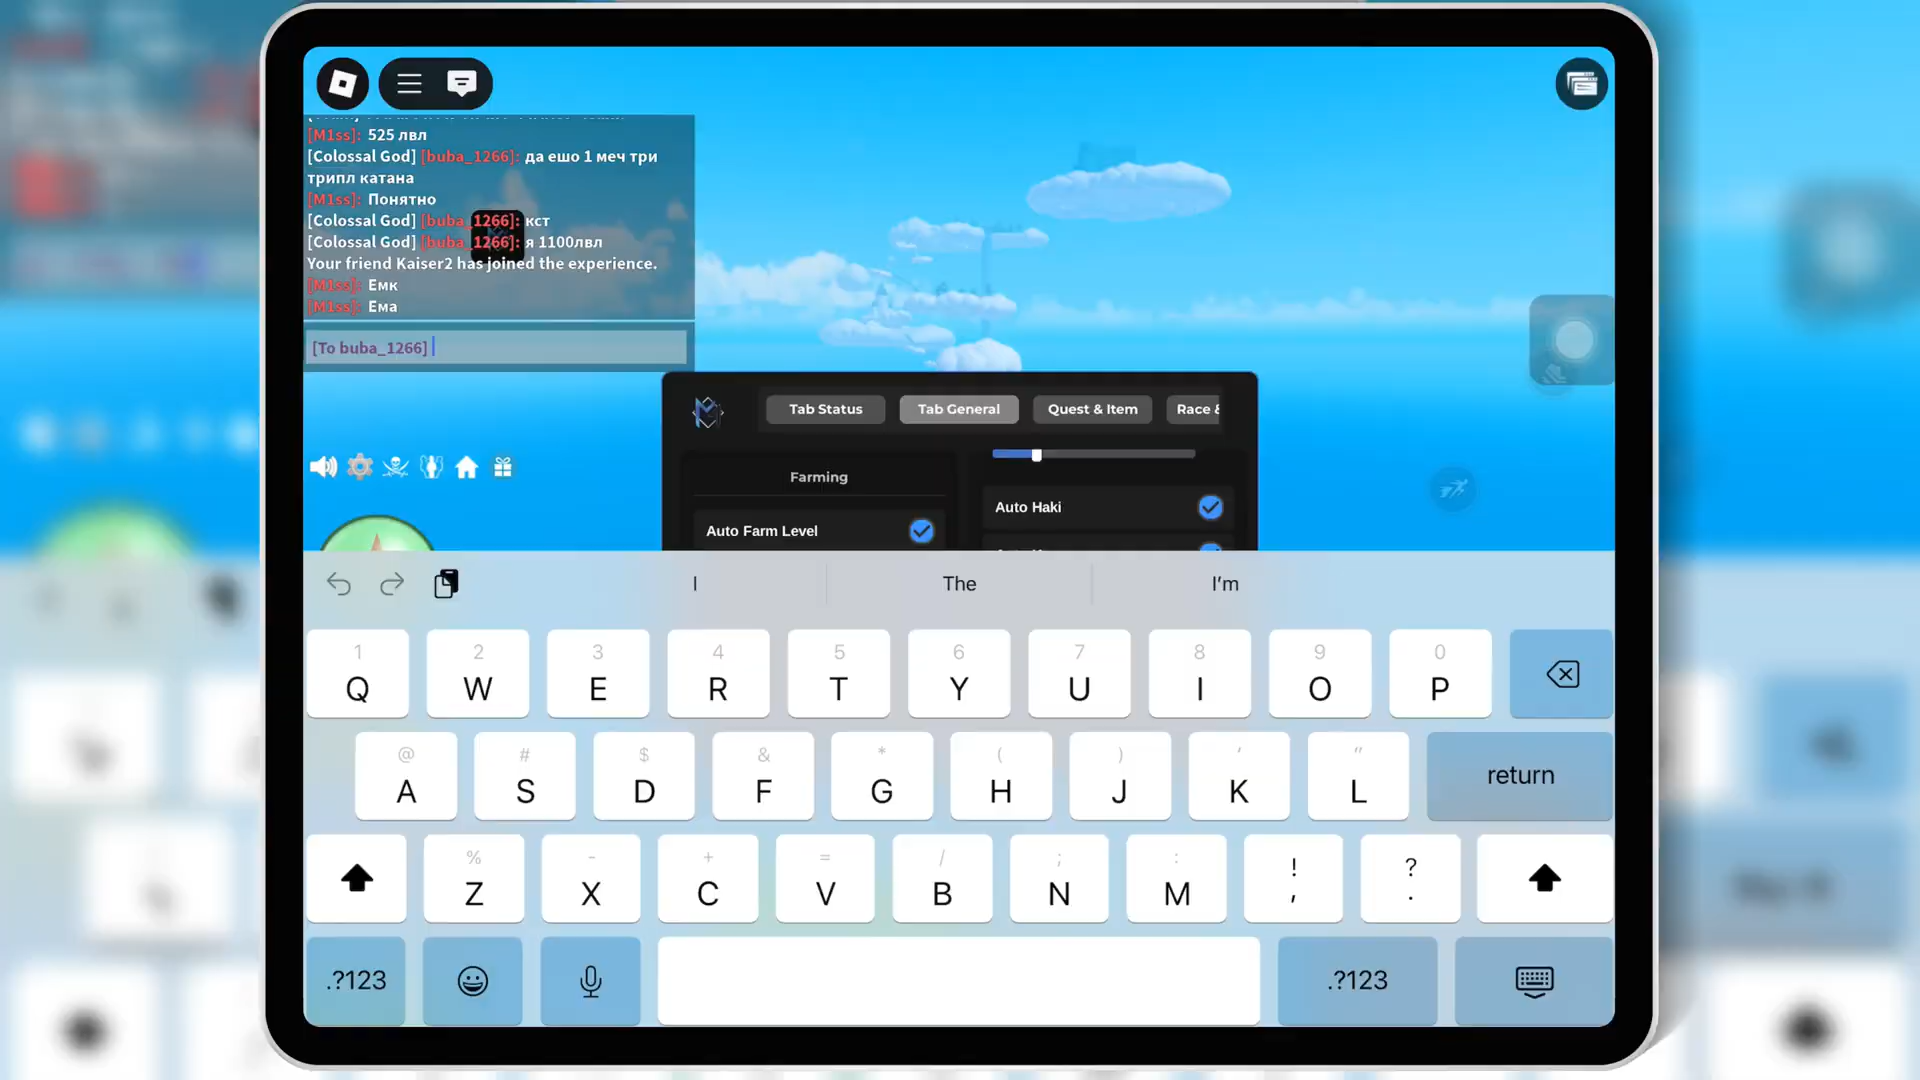 [M1ss]: 525 лвл
[Colossal God] [buba_1266]: да ешо 1 меч три
трипл катана
[M1ss]: Понятно
[Colossal God] [buba_1266]: кст
[Colossal God] [buba_1266]: я 1100лвл
Your friend Kaiser2 has joined the experience.
[M1ss]: Емк
[M1ss]: Ема
[To buba_1266]
Tab Status Tab General Quest & Item Race &
Farming
Auto Haki
Auto Farm Level
I The I'm
1 2 3 4 5 6 7 8 9 0
Q W E R T Y U I O P
@ # $ & * ( ) ' "
A S D F G H J K L return
% - + = / ; : ! ?
Z X C V B N M , .
.?123 .?123